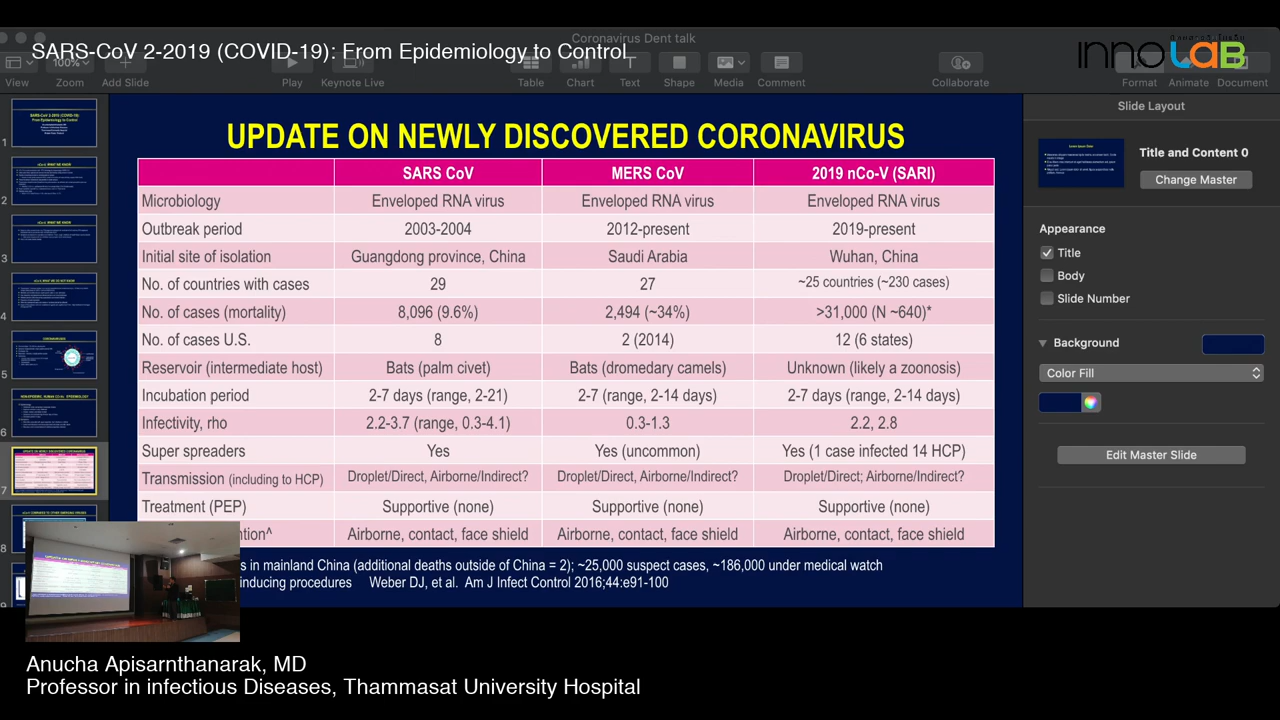 Coronavirus Dent talk
SARS-CoV 2-2019 (COVID-19): From Epidemiology to Control
innoLaB
100%
View Zoom Add Slide Play Keynote Live Table Chart Text Shape Media Comment Collaborate Format Animate Document
1
2
3
4
5
6
7
8
9
UPDATE ON NEWLY DISCOVERED CORONAVIRUS
SARS CoV MERS CoV 2019 nCo-V (SARI)
Microbiology Enveloped RNA virus Enveloped RNA virus Enveloped RNA virus
Outbreak period 2003-2004 2012-present 2019-present
Initial site of isolation Guangdong province, China Saudi Arabia Wuhan, China
No. of countries with cases 29 27 ~25 countries (~230 cases)
No. of cases (mortality) 8,096 (9.6%) 2,494 (~34%) >31,000 (N ~640)*
No. of cases U.S. 8 2 (2014) 12 (6 states)
Reservoir (intermediate host) Bats (palm civet) Bats (dromedary camels) Unknown (likely a zoonosis)
Incubation period 2-7 days (range, 2-21) 2-7 (range, 2-14 days) 2-7 days (range, 2-14 days)
Infectivity 2.2-3.7 (range, 0.3-4.1) 0.3-1.3 2.2, 2.8
Super spreaders Yes Yes (uncommon) Yes (1 case infected 14 HCP)
Transmission (including to HCP) Droplet/Direct, Airborne/Indirect? Droplet/Direct, Airborne/Indirect? Droplet/Direct; Airborne/Indirect?
Treatment (PEP) Supportive (none) Supportive (none) Supportive (none)
ntion^ Airborne, contact, face shield Airborne, contact, face shield Airborne, contact, face shield
s in mainland China (additional deaths outside of China = 2); ~25,000 suspect cases, ~186,000 under medical watch
inducing procedures Weber DJ, et al. Am J Infect Control 2016;44:e91-100
Slide Layout
Title and Content 0
Change Master
Appearance
Title
Body
Slide Number
Background
Color Fill
Edit Master Slide
Anucha Apisarnthanarak, MD
Professor in infectious Diseases, Thammasat University Hospital